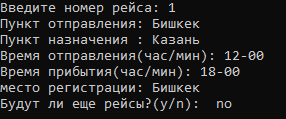 Введите номер рейса: 1
Пункт отправления: Бишкек
Пункт назначения : Казань
Время отправления(час/мин): 12-00
Время прибытия(час/мин): 18-00
место регистрации: Бишкек
Будут ли еще рейсы?(y/n):  no